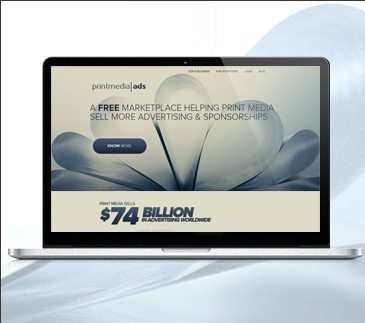 FOR PUBLISHERS FOR ADVERTISERS LOGIN BLOG
printmedia|ads
A FREE MARKETPLACE HELPING PRINT MEDIA
SELL MORE ADVERTISING & SPONSORSHIPS
KNOW MORE
PRINT MEDIA SELLS
$74 BILLION
IN ADVERTISING WORLDWIDE